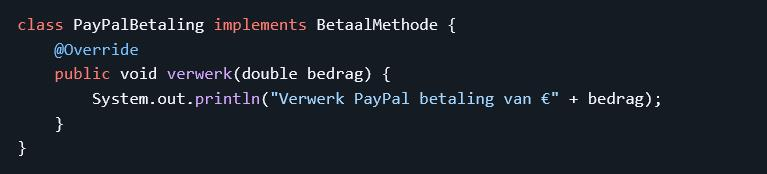 class PayPalBetaling implements BetaalMethode {
    @Override
    public void verwerk(double bedrag) {
        System.out.println("Verwerk PayPal betaling van €" + bedrag);
    }
}